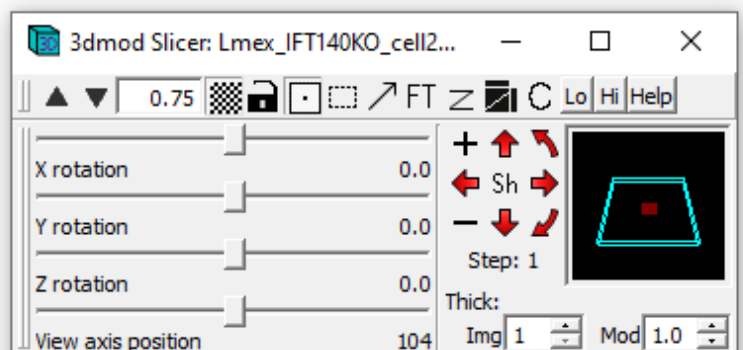 3dmod Slicer: Lmex_IFT140KO_cell2...
0.75 FT Z C Lo Hi Help
X rotation 0.0
Y rotation 0.0
Z rotation 0.0
View axis position 104
Sh
Step: 1
Thick:
Img 1 Mod 1.0